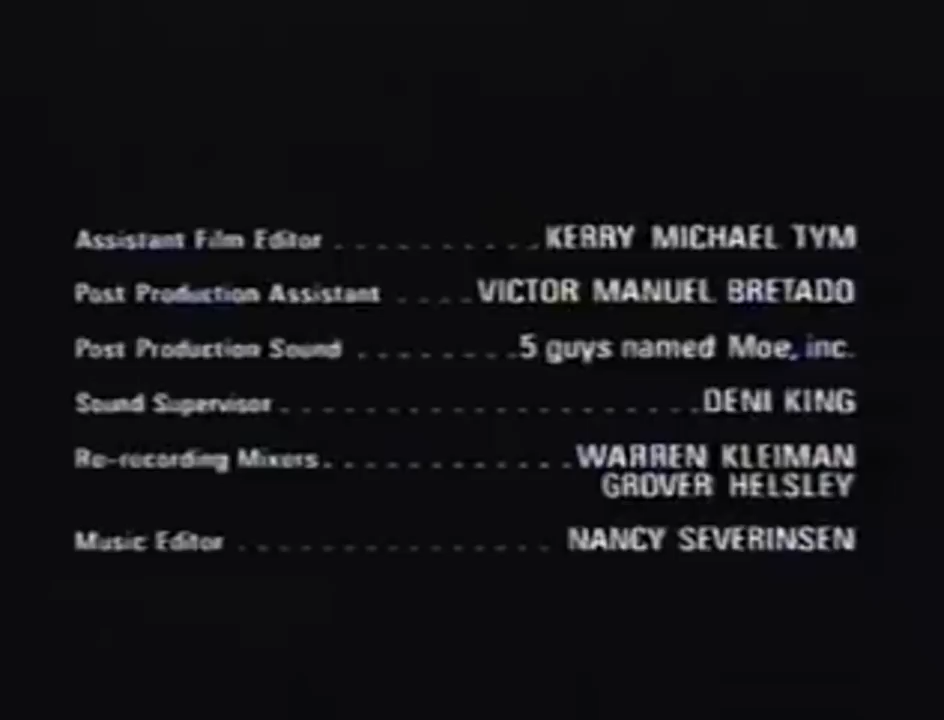 Assistant Film Editor . . . . . . . . . . . KERRY MICHAEL TYM
Post Production Assistant . . . . VICTOR MANUEL BRETADO
Post Production Sound . . . . . . . . 5 guys named Moe, inc.
Sound Supervisor . . . . . . . . . . . . . . . . . . . . . . DENI KING
Re-recording Mixers . . . . . . . . . . . . . WARREN KLEIMAN
GROVER HELSLEY
Music Editor . . . . . . . . . . . . . . . . NANCY SEVERINSEN